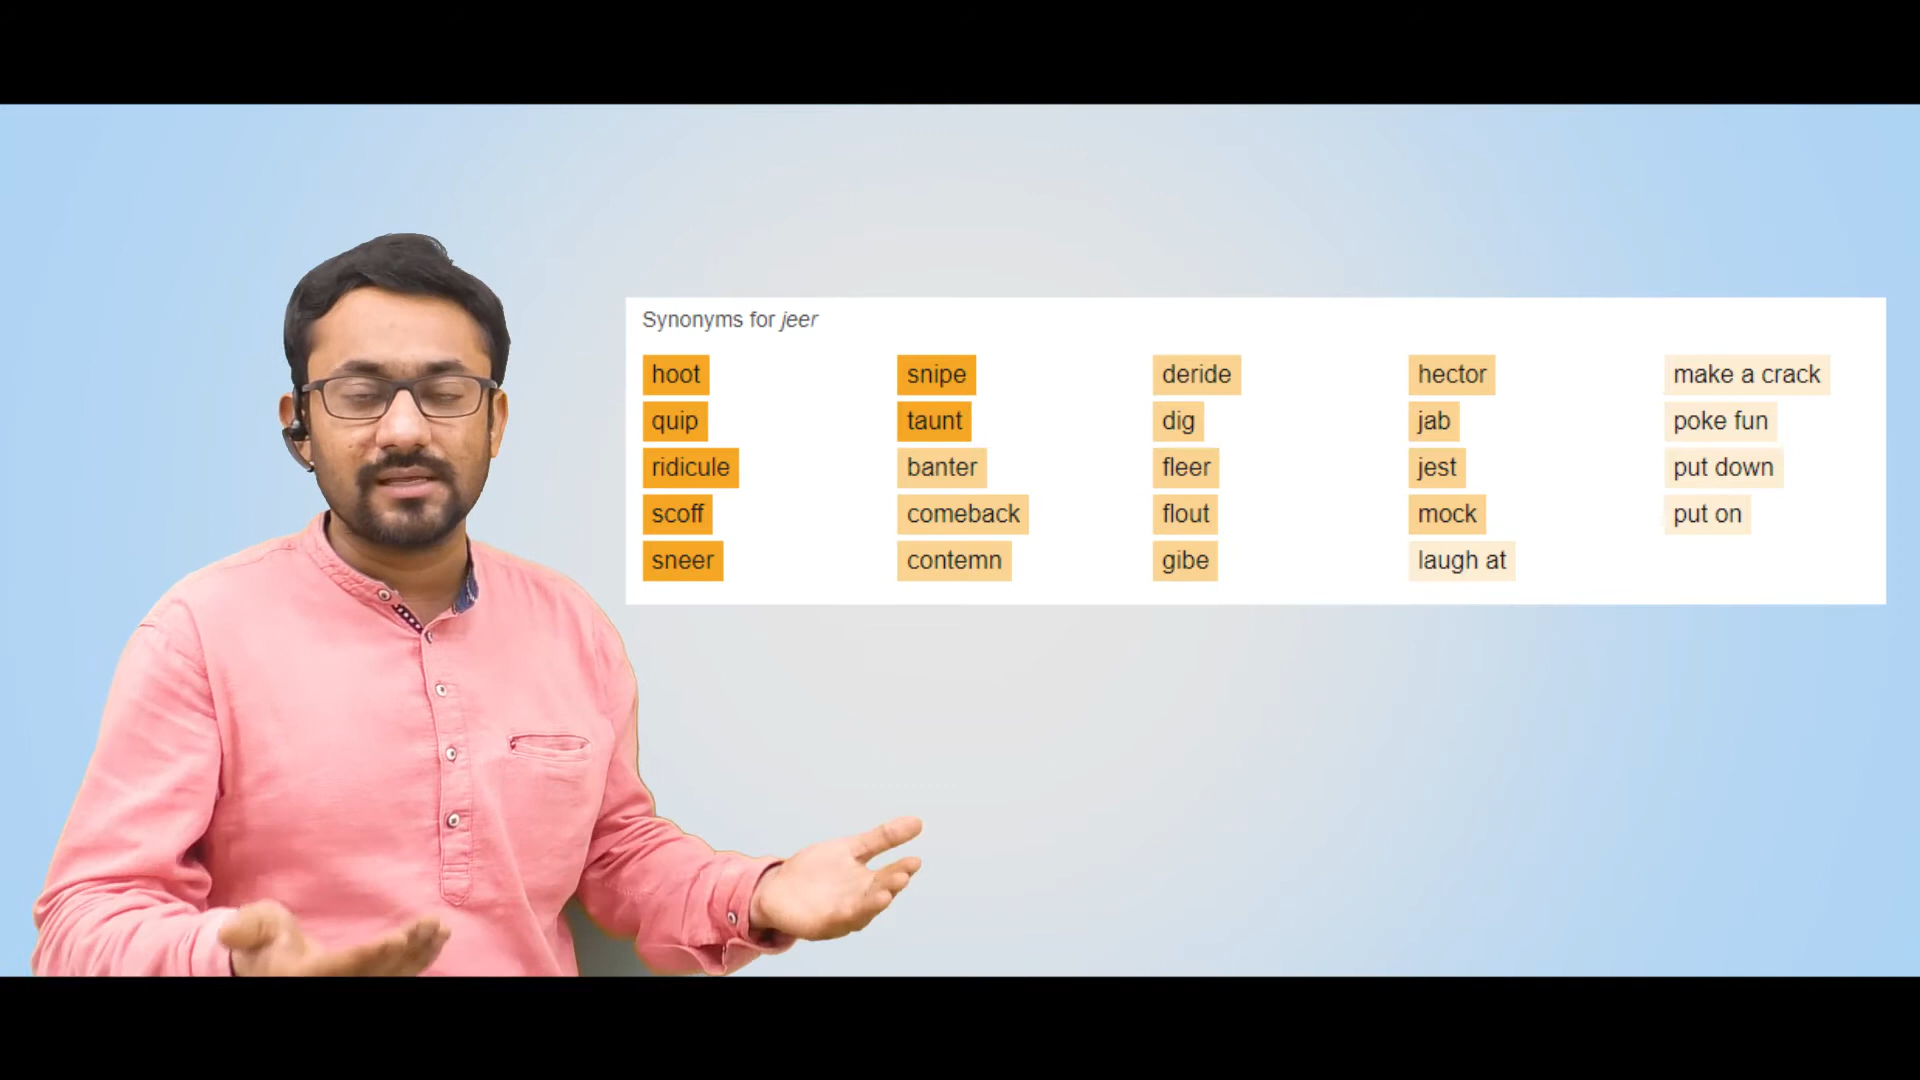 Synonyms for jeer
hoot snipe deride hector make a crack
quip taunt dig jab poke fun
ridicule banter fleer jest put down
scoff comeback flout mock put on
sneer contemn gibe laugh at